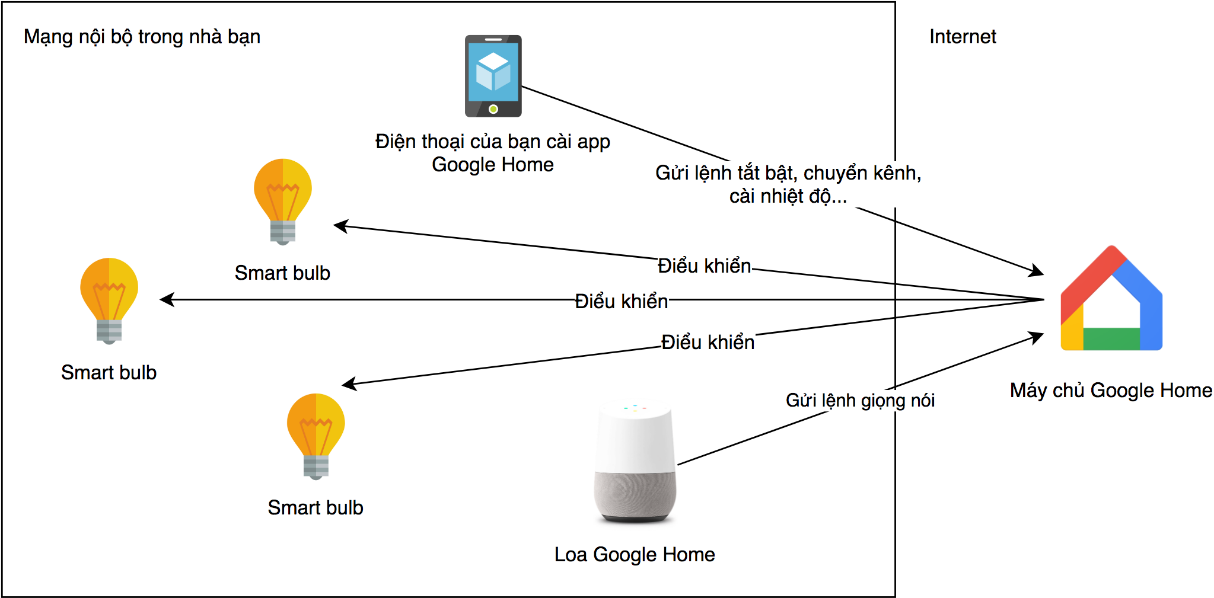 Mạng nội bộ trong nhà bạn
Internet
Điện thoại của bạn cài app
Google Home
Gửi lệnh tắt bật, chuyển kênh,
cài nhiệt độ...
Smart bulb
Điều khiển
Điều khiển
Điều khiển
Smart bulb
Gửi lệnh giọng nói
Máy chủ Google Home
Smart bulb
Loa Google Home